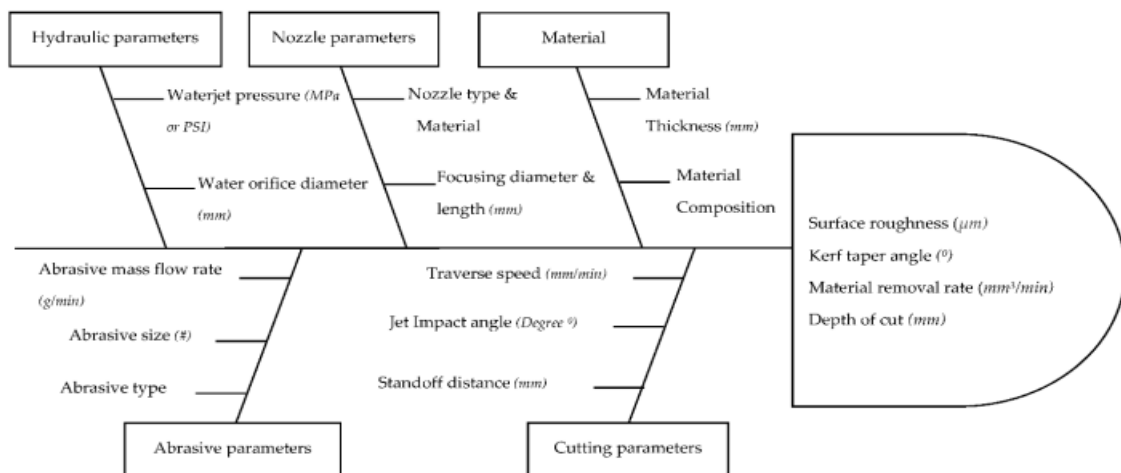 Hydraulic parameters
Nozzle parameters
Material
Waterjet pressure (MPa
or PSI)
Water orifice diameter
(mm)
Nozzle type &
Material
Focusing diameter &
length (mm)
Material
Thickness (mm)
Material
Composition
Abrasive mass flow rate
(g/min)
Abrasive size (#)
Abrasive type
Traverse speed (mm/min)
Jet Impact angle (Degree ⁰)
Standoff distance (mm)
Abrasive parameters
Cutting parameters
Surface roughness (µm)
Kerf taper angle (⁰)
Material removal rate (mm³/min)
Depth of cut (mm)